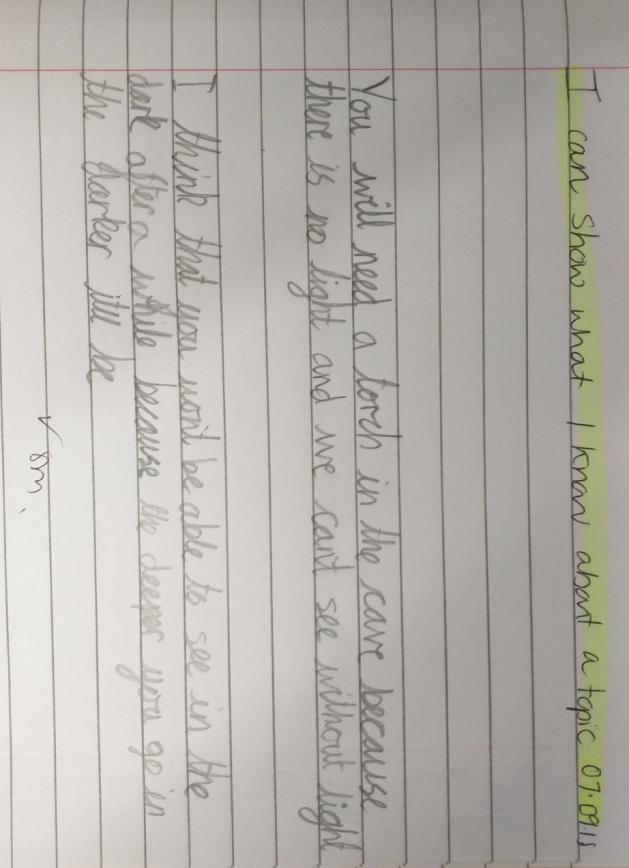 I can show what I know about a topic 07.09.15
You will need a torch in the cave because
there is no light and we can't see without light
I think that you won't be able to see in the
dark after a while because the deeper you go in
the darker itll be